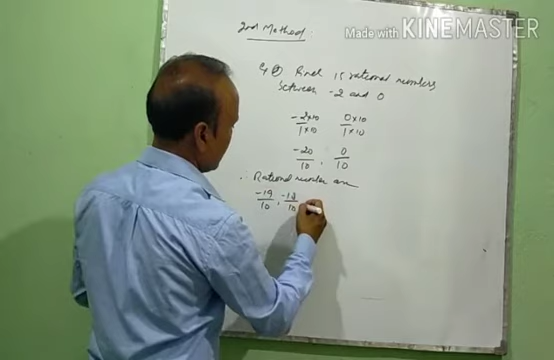 Made with KINEMASTER
2nd Method
Find 15 rational numbers
between -2 and 0
-2×10/1×10 0×10/1×10
-20/10, 0/10
∴ Rational number are
-19/10, -18/10